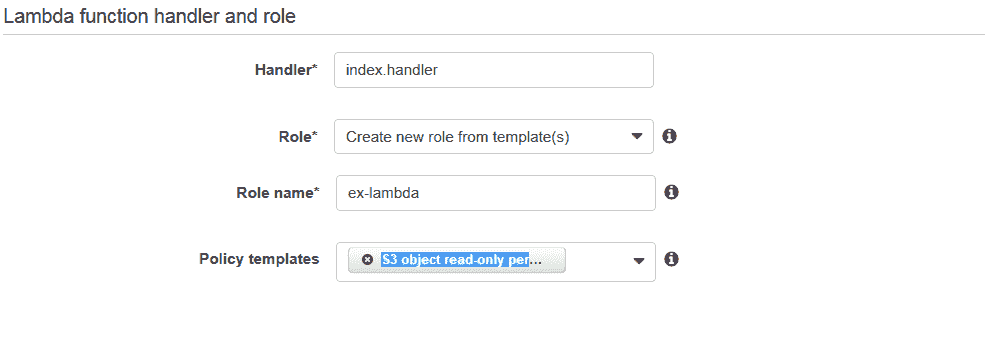 Lambda function handler and role
Handler* index.handler
Role* Create new role from template(s)
Role name* ex-lambda
Policy templates S3 object read-only per...